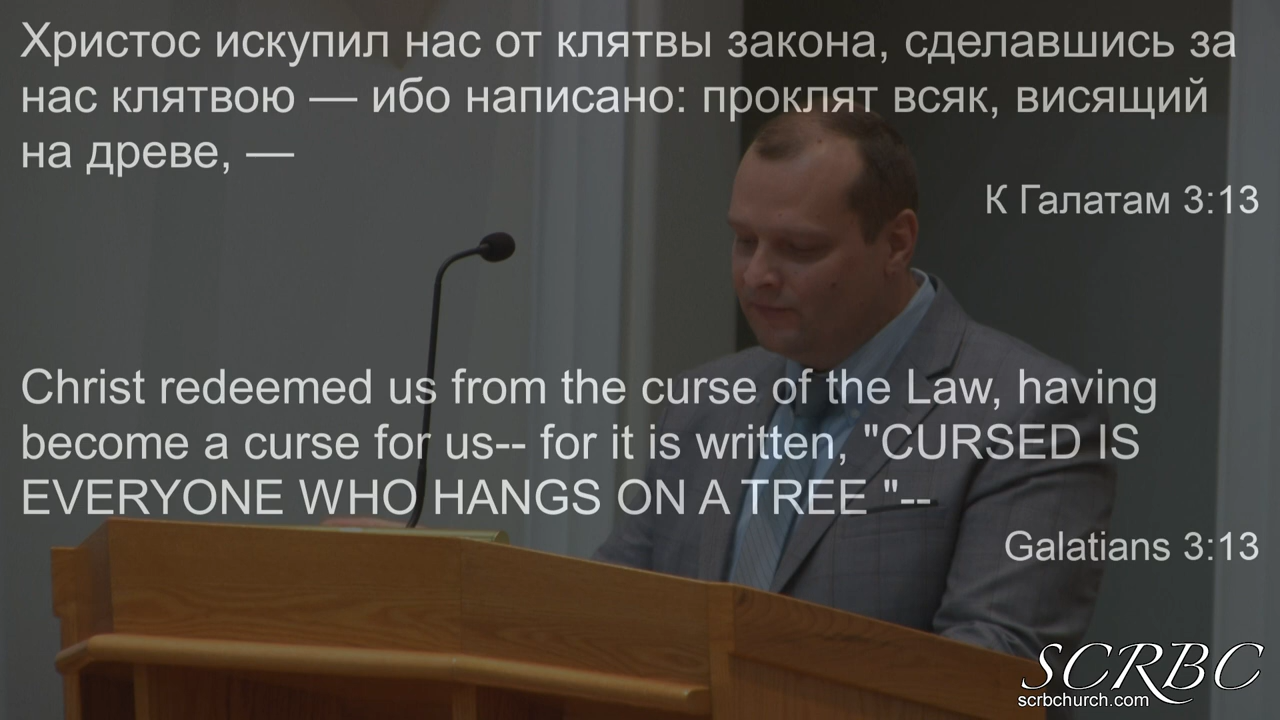 Христос искупил нас от клятвы закона, сделавшись за
нас клятвою — ибо написано: проклят всяк, висящий
на древе, —
К Галатам 3:13
Christ redeemed us from the curse of the Law, having
become a curse for us-- for it is written, "CURSED IS
EVERYONE WHO HANGS ON A TREE "--
Galatians 3:13
SCRBC
scrbchurch.com